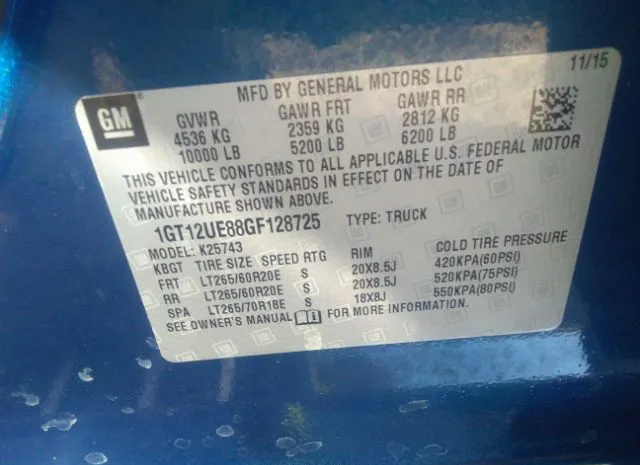 MFD BY GENERAL MOTORS LLC 11/15
GM
GVWR GAWR FRT GAWR RR
4536 KG 2359 KG 2812 KG
10000 LB 5200 LB 6200 LB
THIS VEHICLE CONFORMS TO ALL APPLICABLE U.S. FEDERAL MOTOR
VEHICLE SAFETY STANDARDS IN EFFECT ON THE DATE OF
MANUFACTURE SHOWN ABOVE.
1GT12UE88GF128725 TYPE: TRUCK
MODEL: K25743
KBGT TIRE SIZE SPEED RTG RIM COLD TIRE PRESSURE
FRT LT265/60R20E S 20X8.5J 420KPA(60PSI)
RR LT265/60R20E S 20X8.5J 520KPA(75PSI)
SPA LT265/70R18E S 18X8J 550KPA(80PSI)
SEE OWNER'S MANUAL FOR MORE INFORMATION.